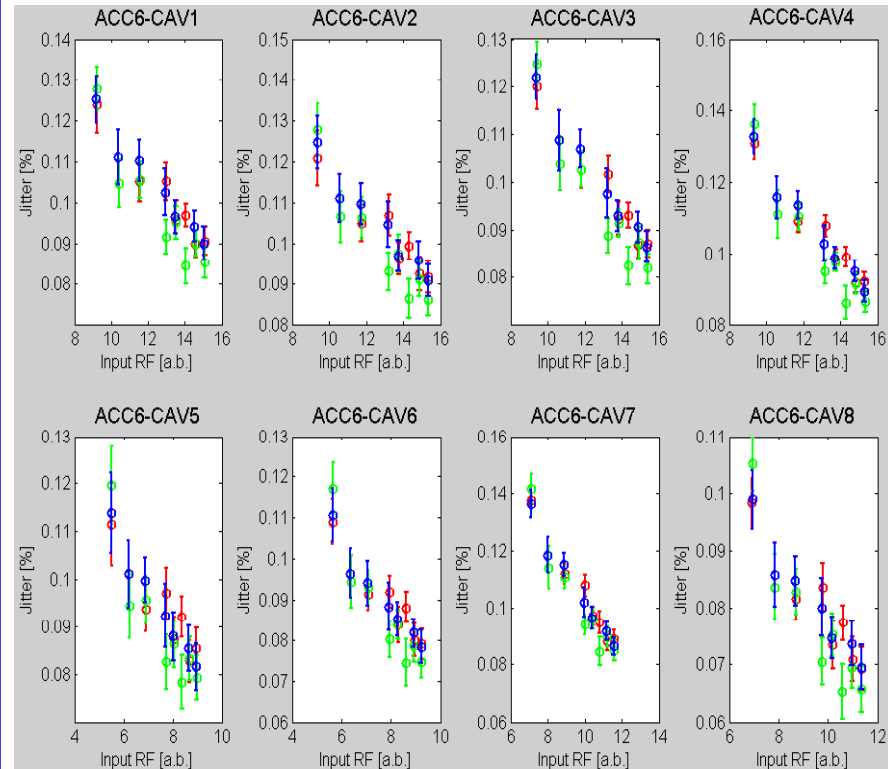 ACC6-CAV1 ACC6-CAV2 ACC6-CAV3 ACC6-CAV4
0.14 0.15 0.13 0.16
0.13 0.14 0.12
0.12 0.13 0.11 0.14
0.11 0.12 0.1
0.1 0.11 0.09 0.12
0.09 0.1 0.08 0.1
0.08 0.09
0.08 0.08
Jitter [%] Jitter [%] Jitter [%] Jitter [%]
8 10 12 14 16 8 10 12 14 16 8 10 12 14 16 8 10 12 14 16
Input RF [a.b.] Input RF [a.b.] Input RF [a.b.] Input RF [a.b.]
ACC6-CAV5 ACC6-CAV6 ACC6-CAV7 ACC6-CAV8
0.13 0.13 0.16 0.11
0.12 0.12 0.14 0.1
0.11 0.11 0.12 0.09
0.1 0.1 0.1 0.08
0.09 0.09 0.08 0.07
0.08 0.08 0.06 0.06
0.07
0.06
Jitter [%] Jitter [%] Jitter [%] Jitter [%]
4 6 8 10 4 6 8 10 6 8 10 12 14 6 8 10 12
Input RF [a.b.] Input RF [a.b.] Input RF [a.b.] Input RF [a.b.]